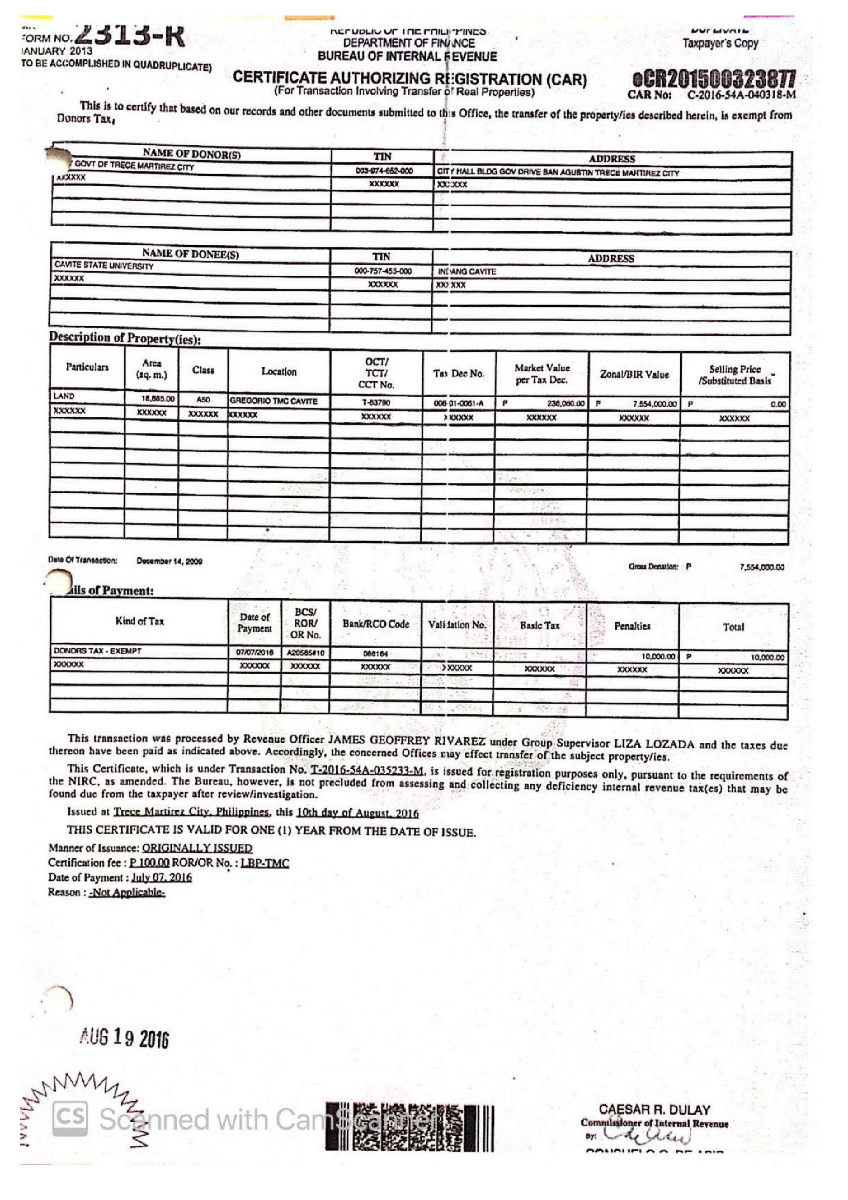 FORM NO. 2313-R
JANUARY 2013
TO BE ACCOMPLISHED IN QUADRUPLICATE)
REPUBLIC OF THE PHILIPPINES
DEPARTMENT OF FINANCE
BUREAU OF INTERNAL REVENUE
CERTIFICATE AUTHORIZING REGISTRATION (CAR)
(For Transaction Involving Transfer of Real Properties)
DUPLICATE
Taxpayer's Copy
eCR201500323877
CAR No: C-2016-54A-040318-M
This is to certify that based on our records and other documents submitted to this Office, the transfer of the property/ies described herein, is exempt from
Donors Tax,
NAME OF DONOR(S) TIN ADDRESS
GOVT OF TRECE MARTIREZ CITY 003-974-652-000 CITY HALL BLDG GOV DRIVE SAN AGUSTIN TRECE MARTIREZ CITY
XXXXXX XXXXXX XXXXXX
NAME OF DONEE(S) TIN ADDRESS
CAVITE STATE UNIVERSITY 000-757-455-000 INDANG CAVITE
XXXXXX XXXXXX XXXXXX
Description of Property(ies):
Particulars Area (sq. m.) Class Location OCT/ TCT/ CCT No. Tax Dec No. Market Value per Tax Dec. Zonal/BIR Value Selling Price /Substituted Basis
LAND 18,885.00 A50 GREGORIO TMC CAVITE T-63790 006 01-0061-A P 236,060.00 P 7,554,000.00 P 0.00
XXXXXX XXXXXX XXXXXX XXXXXX XXXXXX XXXXXX XXXXXX XXXXXX XXXXXX
Date Of Transaction: December 14, 2009
Gross Donation: P 7,554,000.00
ails of Payment:
Kind of Tax Date of Payment BCS/ ROR/ OR No. Bank/RCO Code Validation No. Basic Tax Penalties Total
DONORS TAX - EXEMPT 07/07/2016 A20585#10 066164 10,000.00 P 10,000.00
XXXXXX XXXXXX XXXXXX XXXXXX XXXXXX XXXXXX XXXXXX XXXXXX
This transaction was processed by Revenue Officer JAMES GEOFFREY RIVAREZ under Group Supervisor LIZA LOZADA and the taxes due
thereon have been paid as indicated above. Accordingly, the concerned Offices may effect transfer of the subject property/ies.
This Certificate, which is under Transaction No. T-2016-54A-035233-M, is issued for registration purposes only, pursuant to the requirements of
the NIRC, as amended. The Bureau, however, is not precluded from assessing and collecting any deficiency internal revenue tax(es) that may be
found due from the taxpayer after review/investigation.
Issued at Trece Martirez City, Philippines, this 10th day of August, 2016
THIS CERTIFICATE IS VALID FOR ONE (1) YEAR FROM THE DATE OF ISSUE.
Manner of Issuance: ORIGINALLY ISSUED
Certification fee : P 100.00 ROR/OR No. : LBP-TMC
Date of Payment : July 07, 2016
Reason : -Not Applicable-
AUG 19 2016
CS Scanned with CamScanner
CAESAR R. DULAY
Commissioner of Internal Revenue
By: